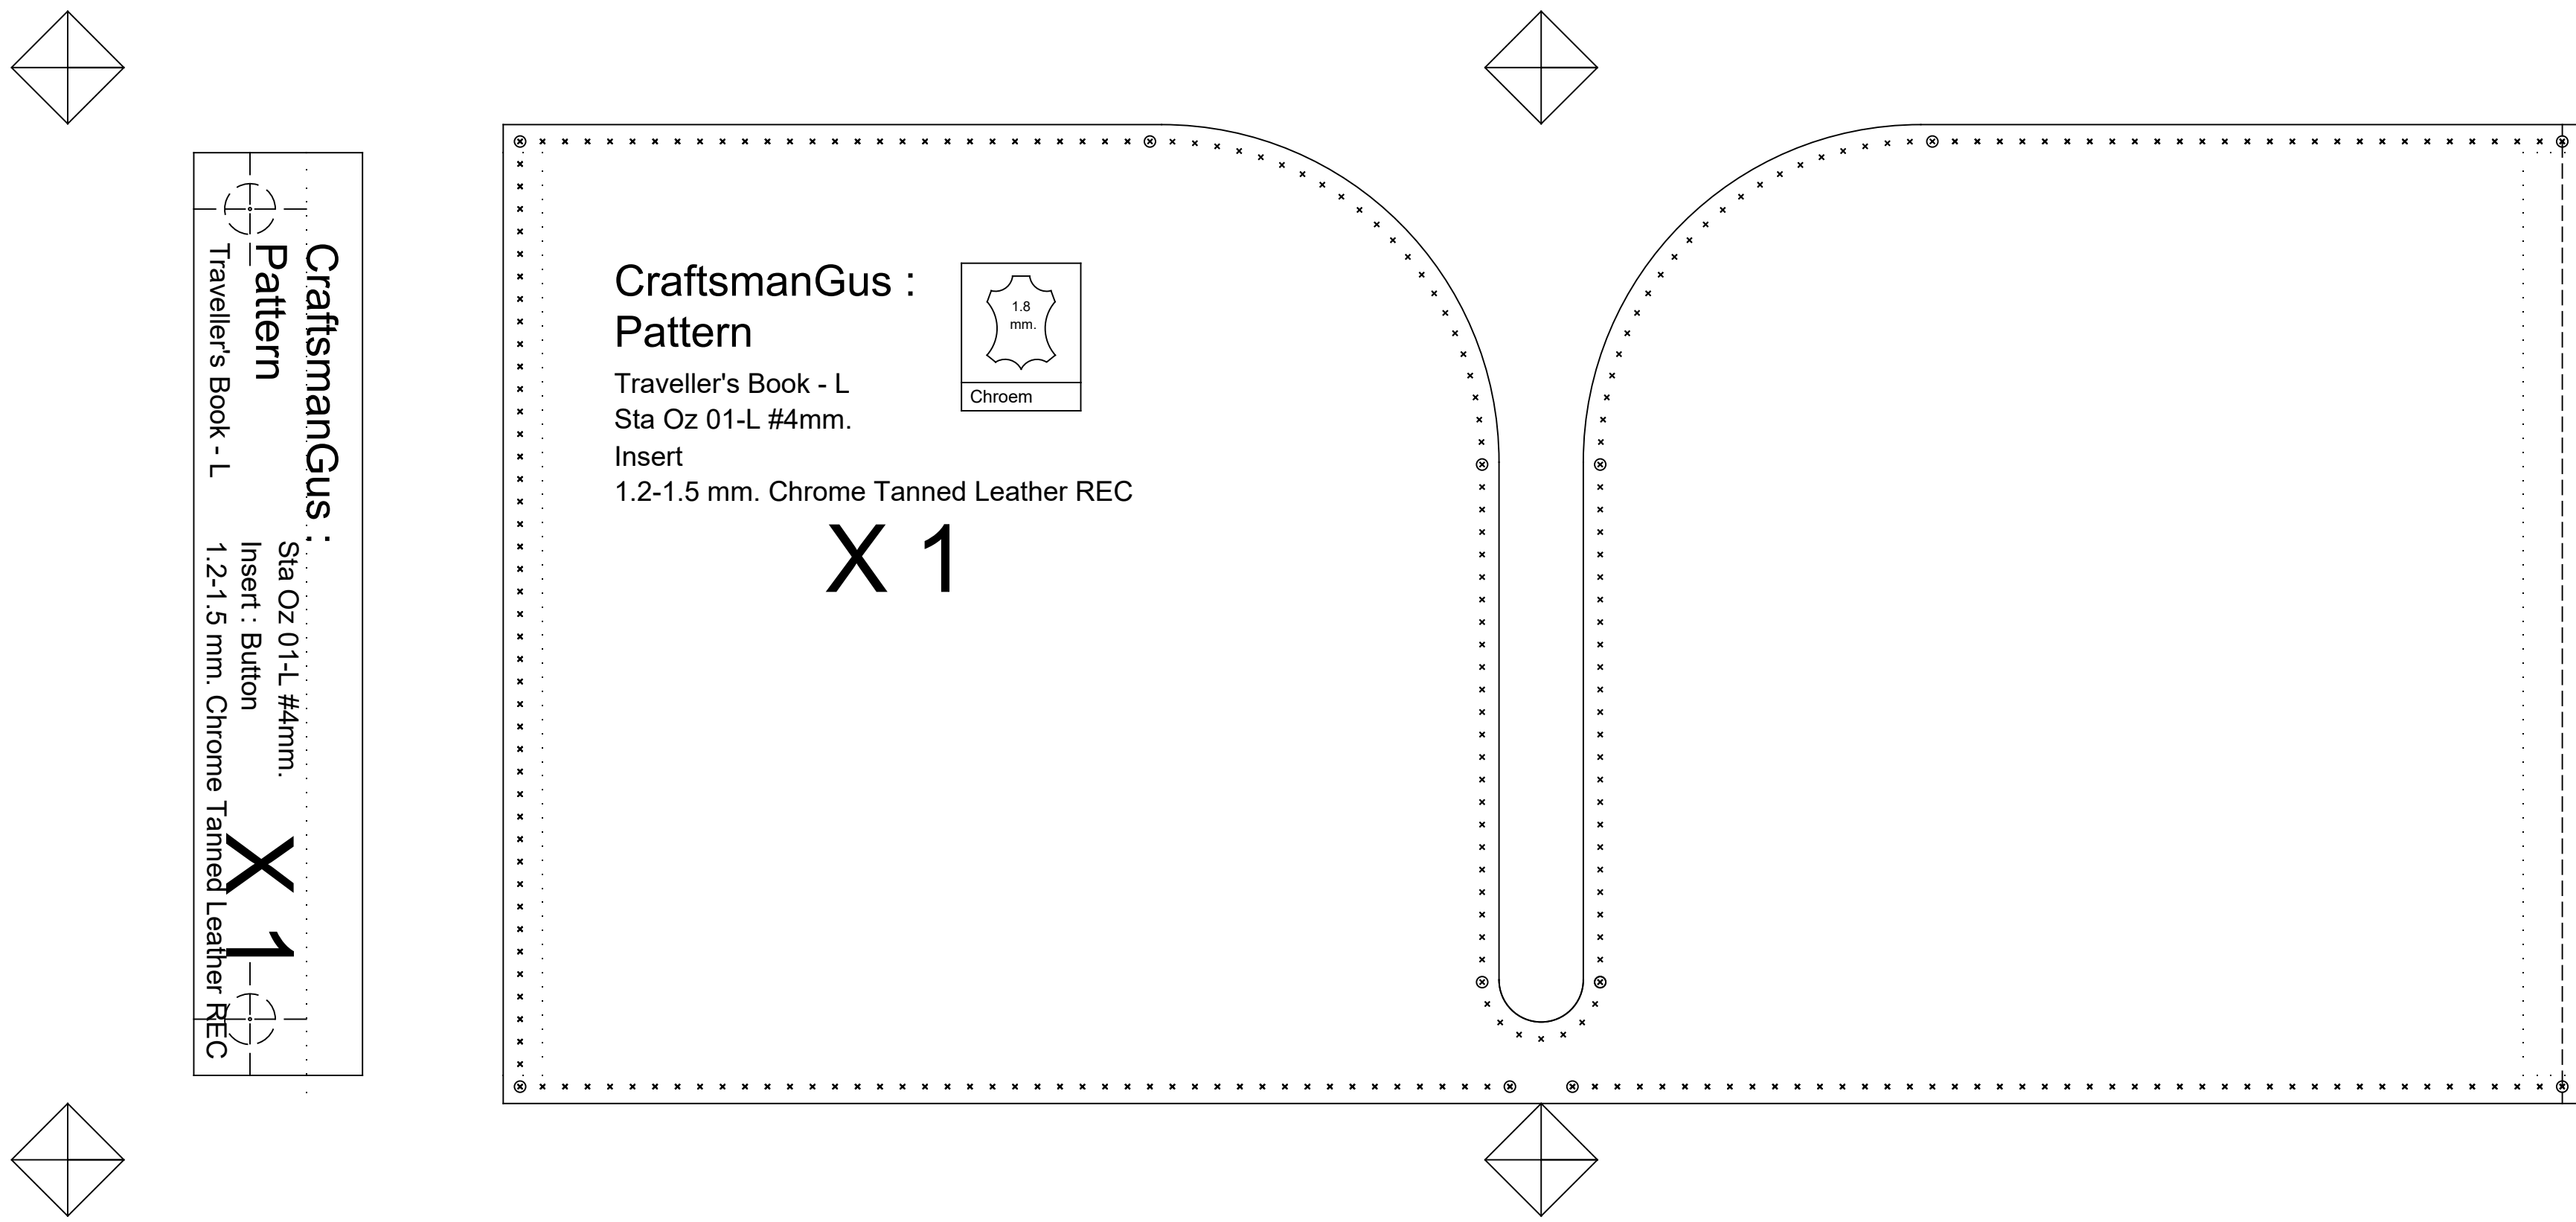 CraftsmanGus :
Pattern
Traveller's Book - L
Sta Oz 01-L #4mm.
Insert : Button
1.2-1.5 mm. Chrome Tanned Leather REC
X 1
CraftsmanGus :
Pattern
Traveller's Book - L
Sta Oz 01-L #4mm.
Insert
1.2-1.5 mm. Chrome Tanned Leather REC
X 1
1.8
mm.
Chroem